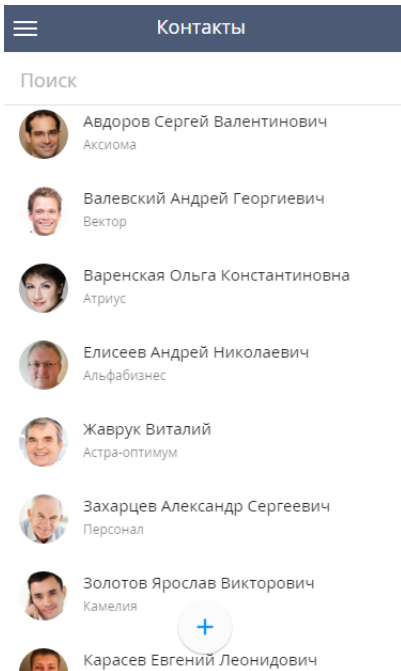 Контакты
Поиск
Авдоров Сергей Валентинович
Аксиома
Валевский Андрей Георгиевич
Вектор
Варенская Ольга Константиновна
Атриус
Елисеев Андрей Николаевич
Альфабизнес
Жаврук Виталий
Астра-оптимум
Захарцев Александр Сергеевич
Персонал
Золотов Ярослав Викторович
Камелия
Карасев Евгений Леонидович